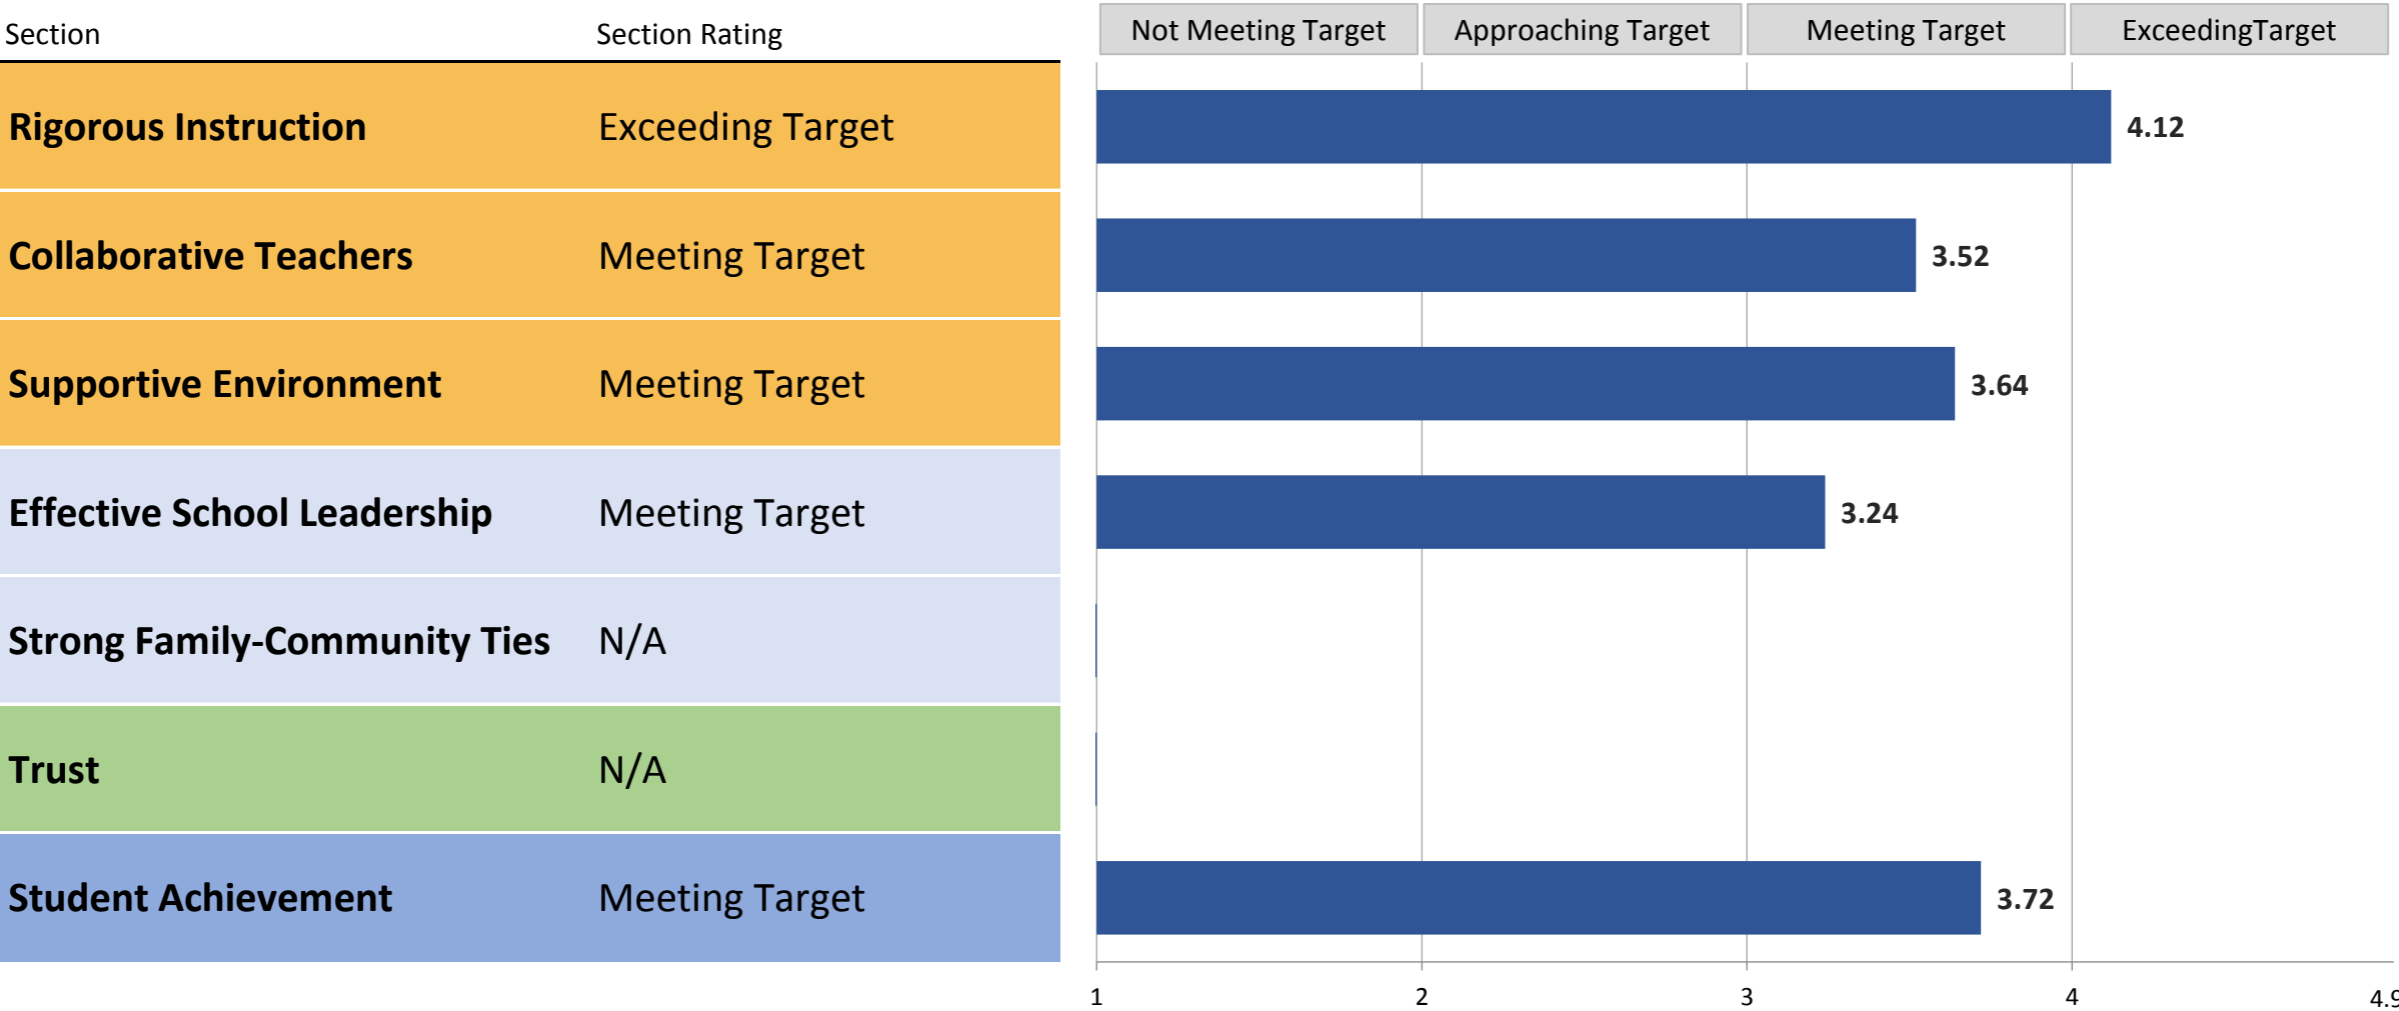 Section Section Rating Not Meeting Target Approaching Target Meeting Target ExceedingTarget
Rigorous Instruction Exceeding Target 4.12
Collaborative Teachers Meeting Target 3.52
Supportive Environment Meeting Target 3.64
Effective School Leadership Meeting Target 3.24
Strong Family-Community Ties N/A
Trust N/A
Student Achievement Meeting Target 3.72
1 2 3 4 4.9